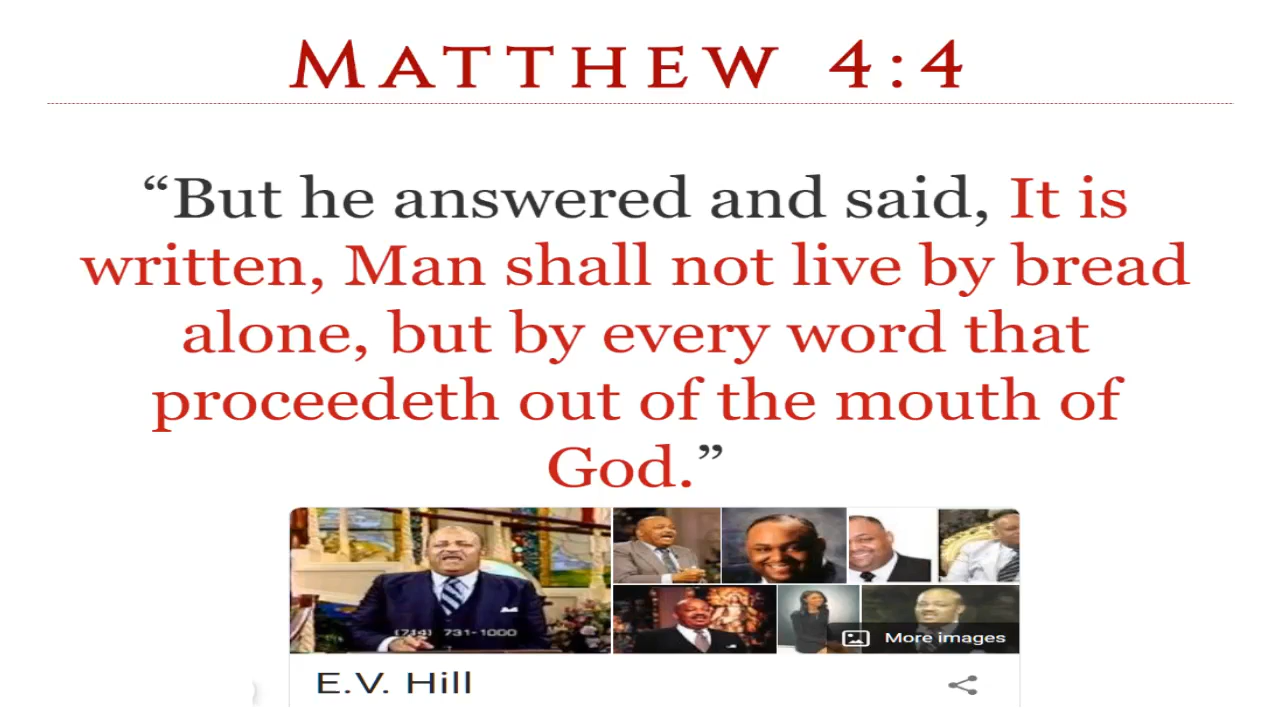 MATTHEW 4:4
“But he answered and said, It is
written, Man shall not live by bread
alone, but by every word that
proceedeth out of the mouth of
God.”
(714) 731-1000
More images
E.V. Hill